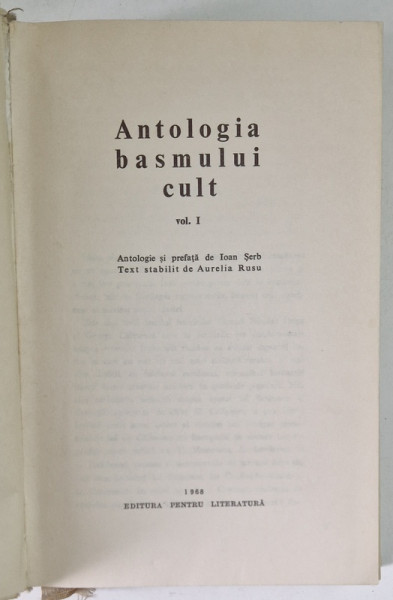 Antologia
basmului
cult
vol. I
Antologie și prefață de Ioan Șerb
Text stabilit de Aurelia Rusu
1968
EDITURA PENTRU LITERATURĂ